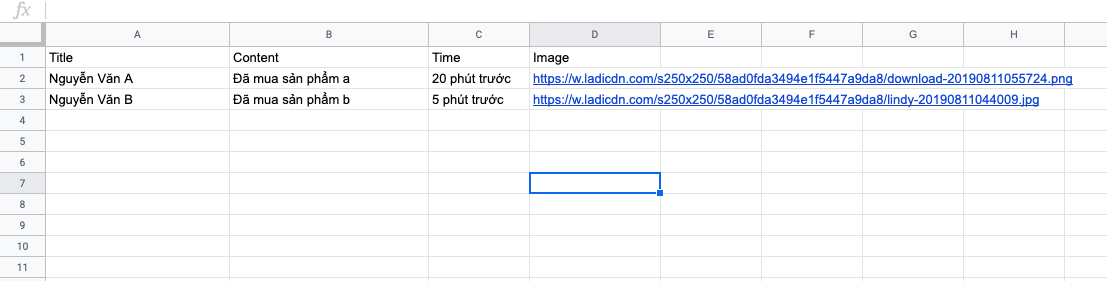 fx
A B C D E F G H
1 Title Content Time Image
2 Nguyễn Văn A Đã mua sản phẩm a 20 phút trước https://w.ladicdn.com/s250x250/58ad0fda3494e1f5447a9da8/download-20190811055724.png
3 Nguyễn Văn B Đã mua sản phẩm b 5 phút trước https://w.ladicdn.com/s250x250/58ad0fda3494e1f5447a9da8/lindy-20190811044009.jpg
4
5
6
7
8
9
10
11